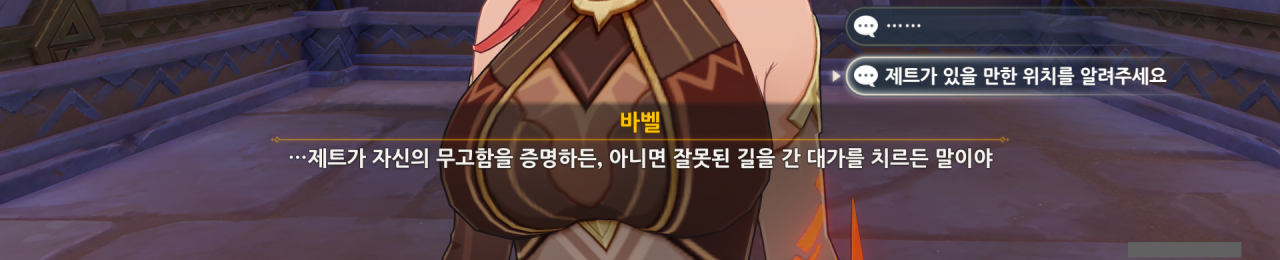 ……
제트가 있을 만한 위치를 알려주세요
바벨
…제트가 자신의 무고함을 증명하든, 아니면 잘못된 길을 간 대가를 치르든 말이야